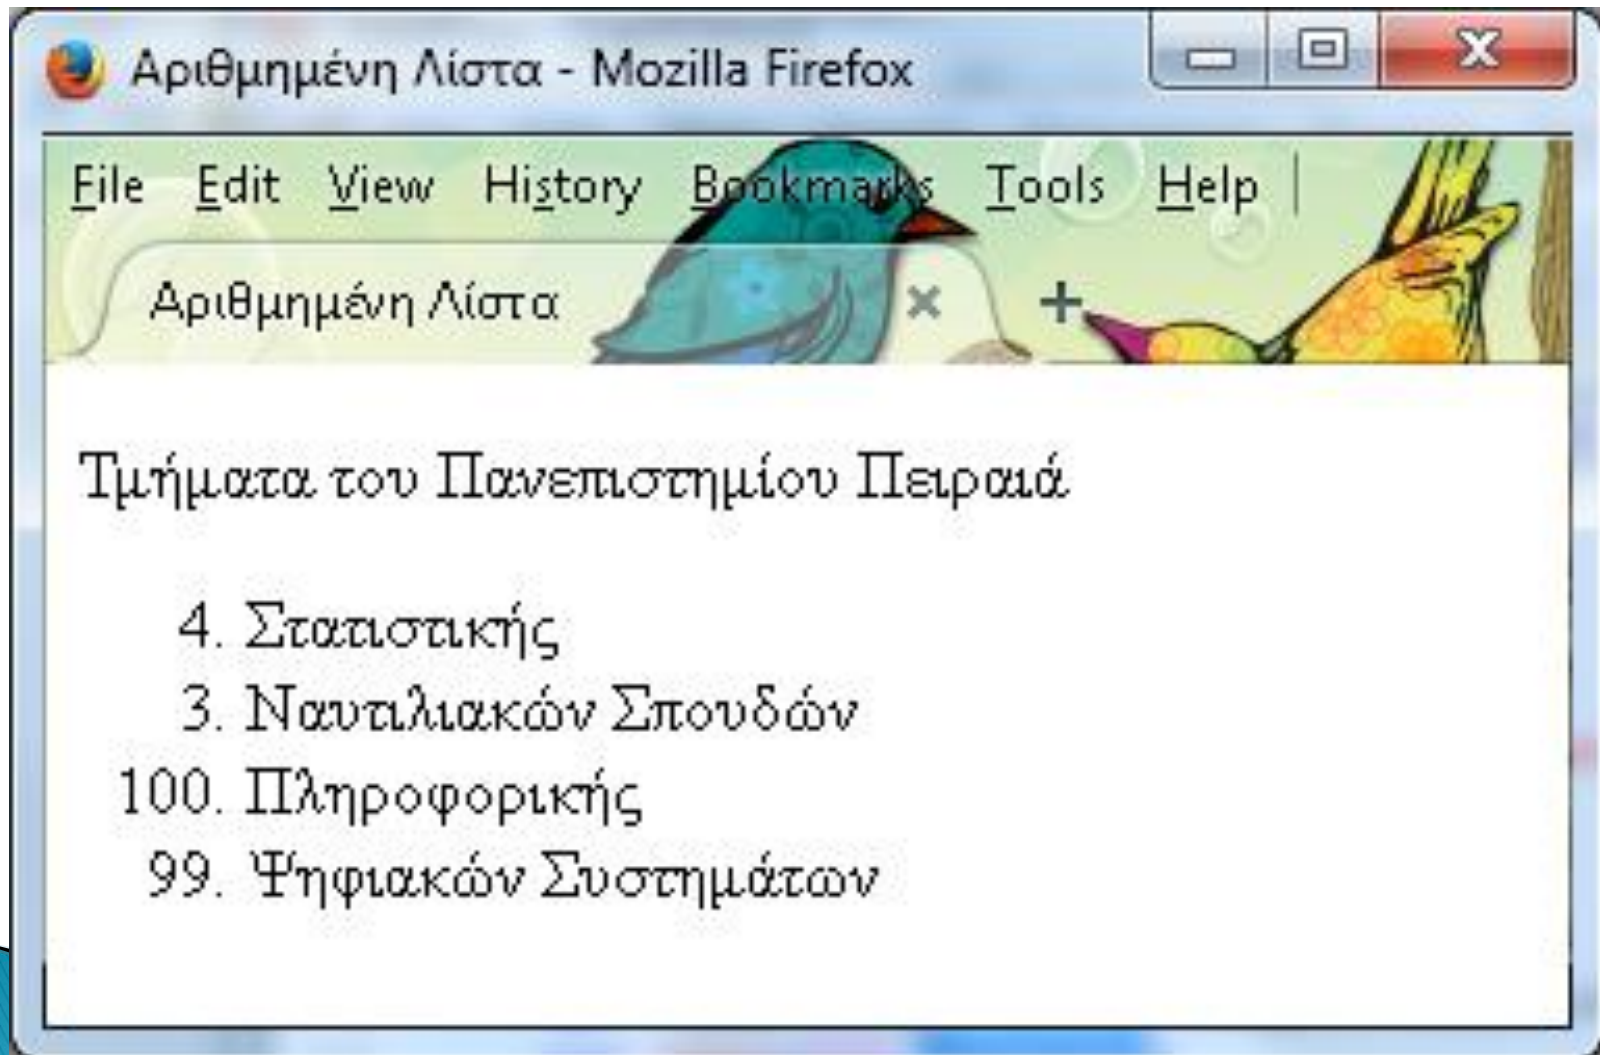 Αριθμημένη Λίστα - Mozilla Firefox
File Edit View History Bookmarks Tools Help
Αριθμημένη Λίστα
Τμήματα του Πανεπιστημίου Πειραιά
4. Στατιστικής
3. Ναυτιλιακών Σπουδών
100. Πληροφορικής
99. Ψηφιακών Συστημάτων